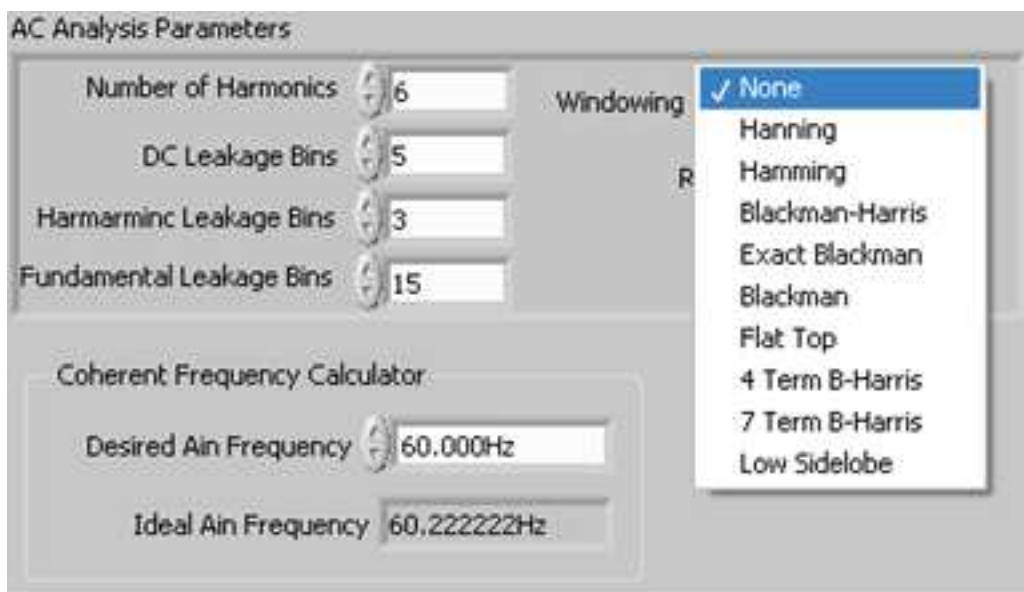 AC Analysis Parameters
Number of Harmonics 6
DC Leakage Bins 5
Harmarminc Leakage Bins 3
Fundamental Leakage Bins 15
Windowing
R
✓ None
Hanning
Hamming
Blackman-Harris
Exact Blackman
Blackman
Flat Top
4 Term B-Harris
7 Term B-Harris
Low Sidelobe
Coherent Frequency Calculator
Desired Ain Frequency 60.000Hz
Ideal Ain Frequency 60.222222Hz